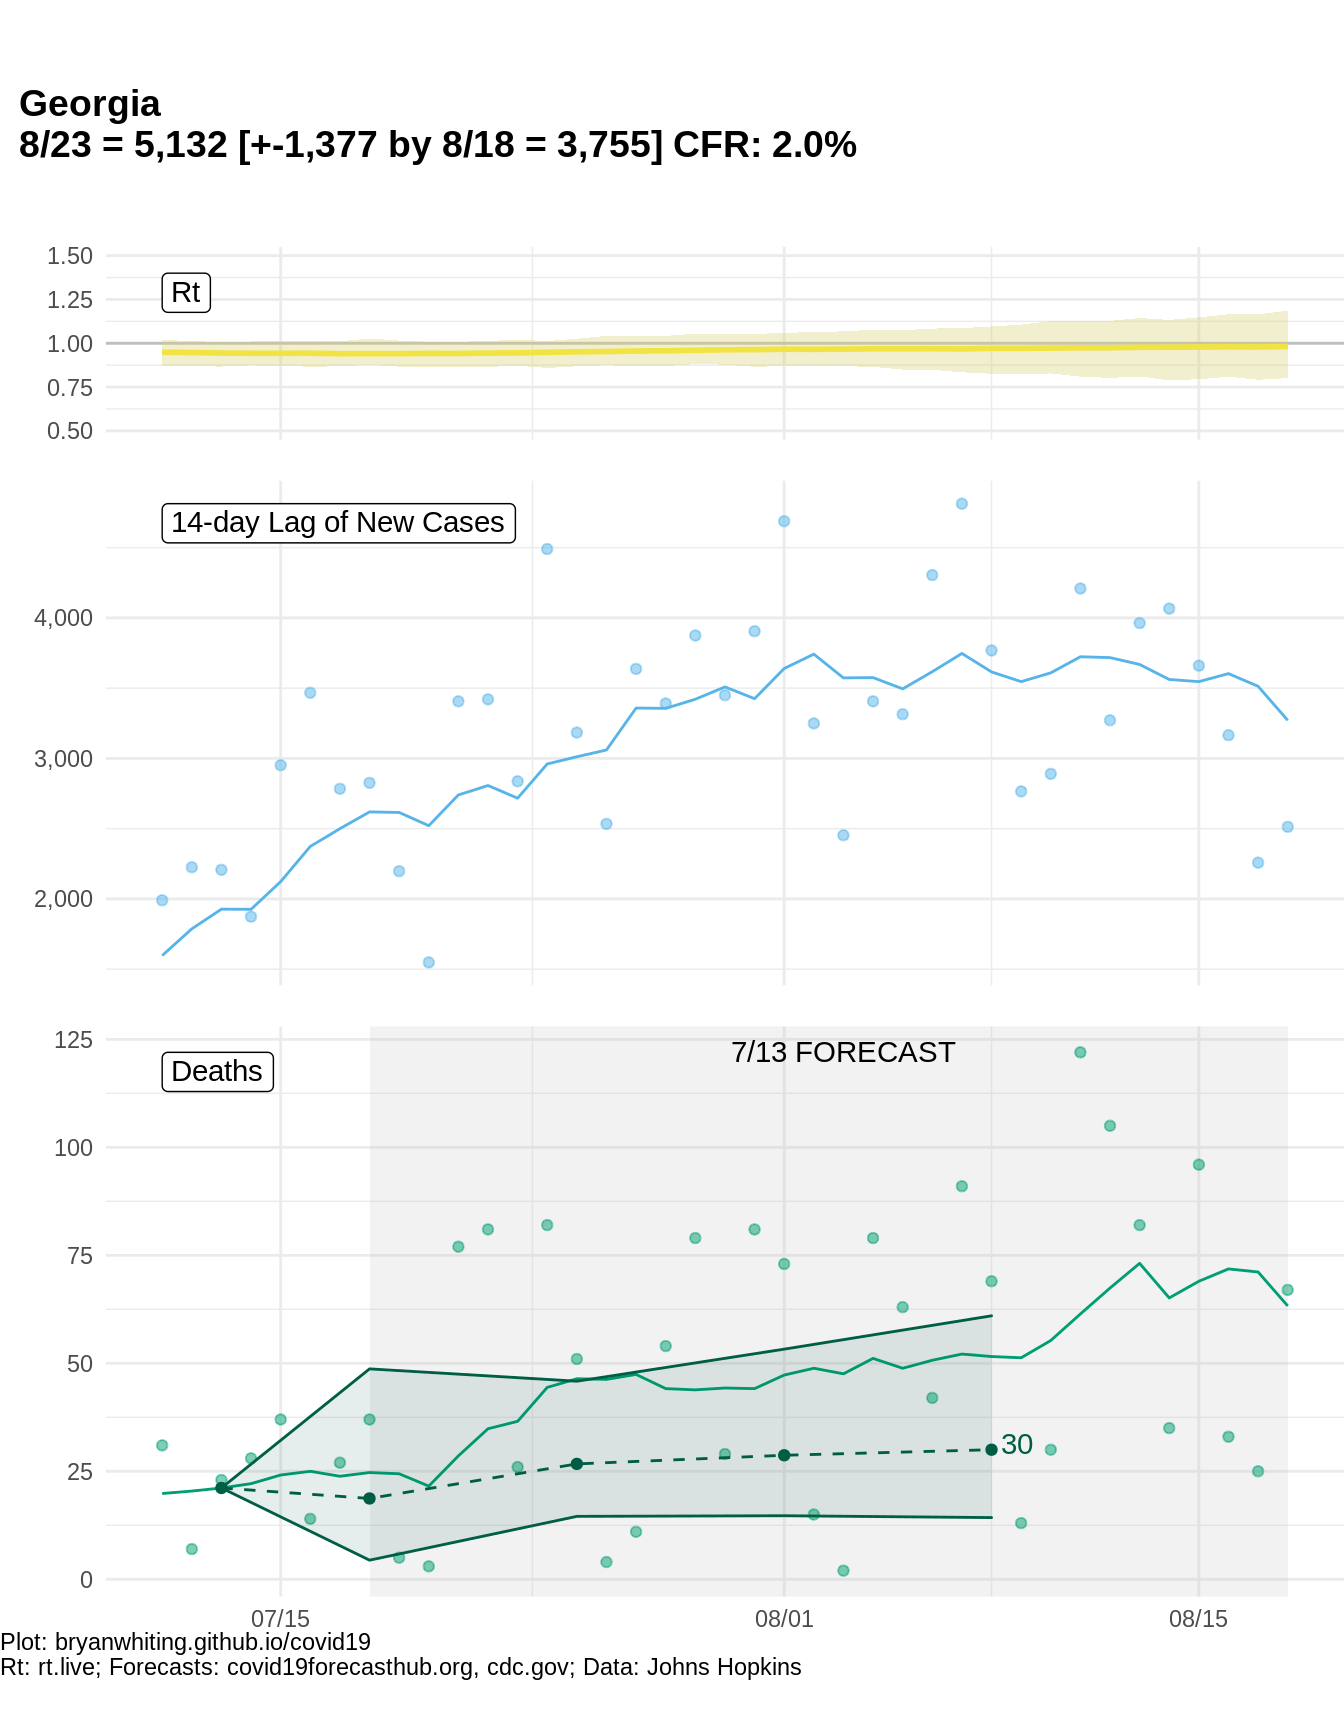 Georgia
8/23 = 5,132 [+-1,377 by 8/18 = 3,755] CFR: 2.0%
1.50
Rt
1.25
1.00
0.75
0.50
14-day Lag of New Cases
4,000
3,000
2,000
125
7/13 FORECAST
Deaths
100
75
50
30
25
0
07/15 08/01 08/15
Plot: bryanwhiting.github.io/covid19
Rt: rt.live; Forecasts: covid19forecasthub.org, cdc.gov; Data: Johns Hopkins